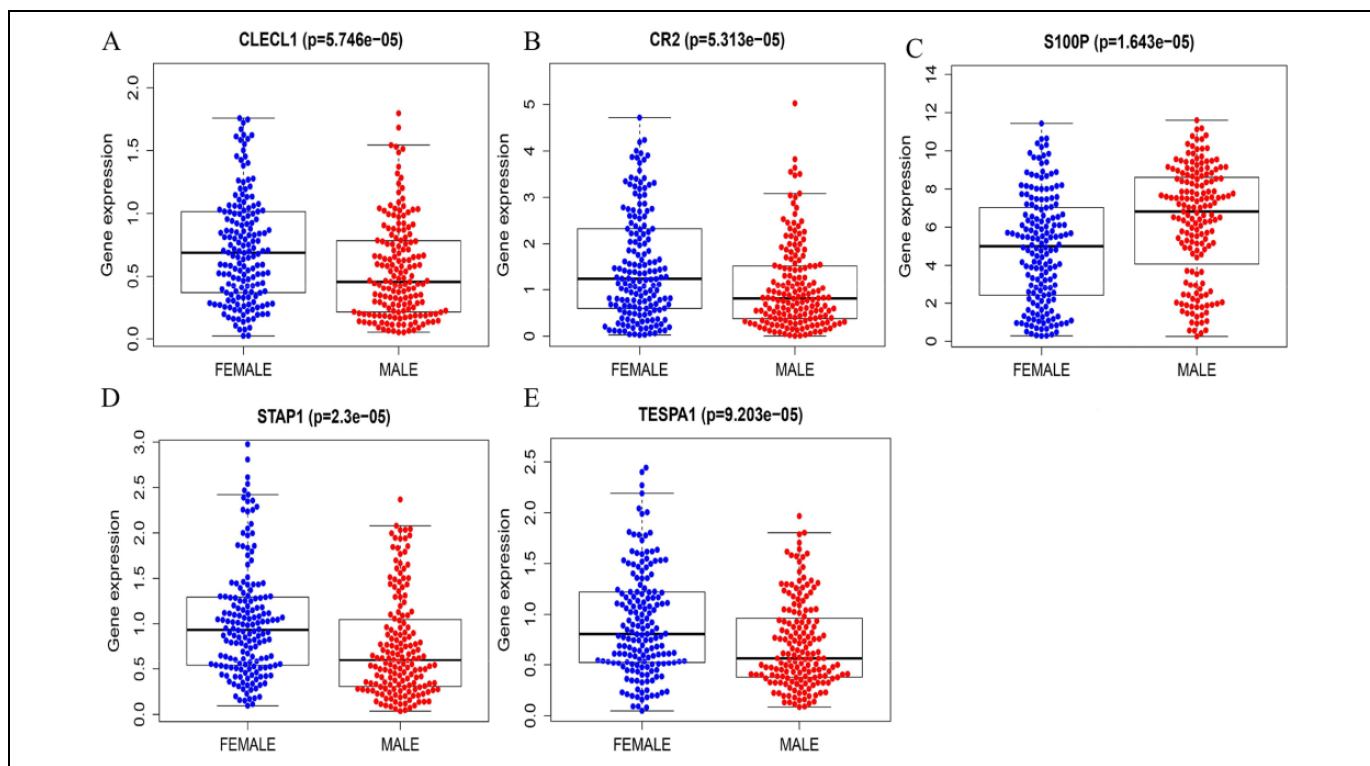 A
CLECL1 (p=5.746e−05)
Gene expression
2.0
1.5
1.0
0.5
0.0
FEMALE MALE
B
CR2 (p=5.313e−05)
Gene expression
5
4
3
2
1
0
FEMALE MALE
C
S100P (p=1.643e−05)
Gene expression
14
12
10
8
6
4
2
0
FEMALE MALE
D
STAP1 (p=2.3e−05)
Gene expression
3.0
2.5
2.0
1.5
1.0
0.5
0.0
FEMALE MALE
E
TESPA1 (p=9.203e−05)
Gene expression
2.5
2.0
1.5
1.0
0.5
0.0
FEMALE MALE